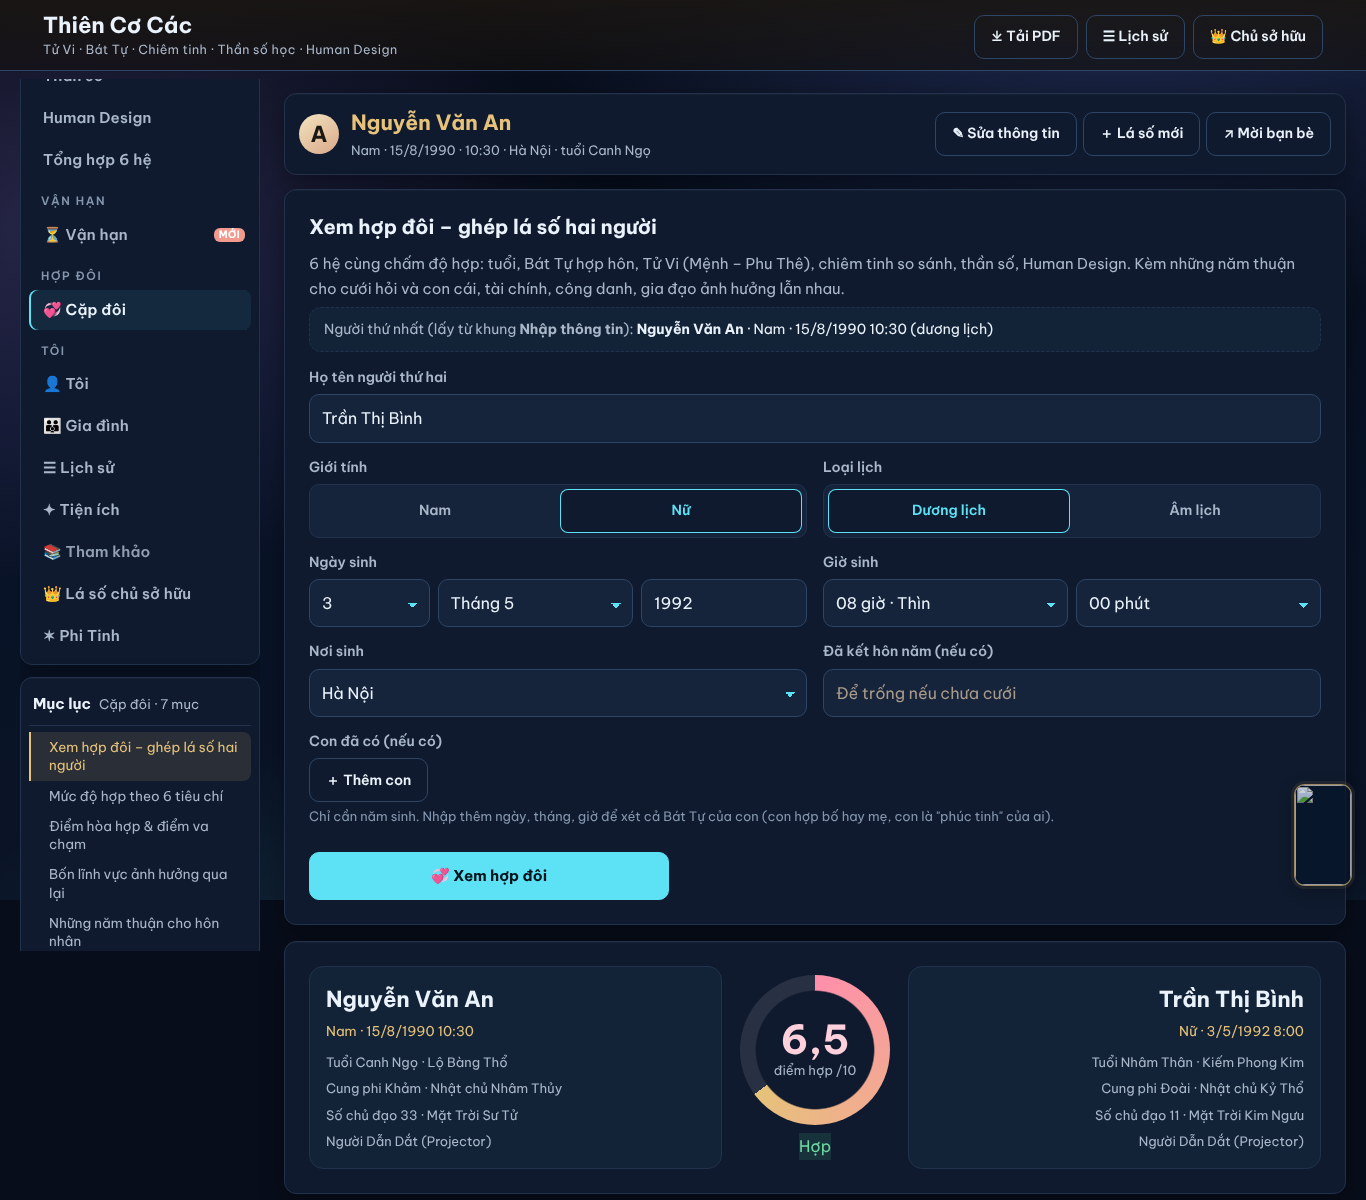 Thiên Cơ Các
Tử Vi · Bát Tự · Chiêm tinh · Thần số học · Human Design
Tải PDF
☰ Lịch sử
👑 Chủ sở hữu
Thần số
Human Design
Tổng hợp 6 hệ
VẬN HẠN
⏳ Vận hạn
MỚI
HỢP ĐÔI
💞 Cặp đôi
TÔI
👤 Tôi
👪 Gia đình
☰ Lịch sử
✦ Tiện ích
📚 Tham khảo
👑 Lá số chủ sở hữu
✶ Phi Tinh
Mục lục Cặp đôi · 7 mục
Xem hợp đôi – ghép lá số hai
người
Mức độ hợp theo 6 tiêu chí
Điểm hòa hợp & điểm va
chạm
Bốn lĩnh vực ảnh hưởng qua
lại
Những năm thuận cho hôn
nhân
A
Nguyễn Văn An
Nam · 15/8/1990 · 10:30 · Hà Nội · tuổi Canh Ngọ
✎ Sửa thông tin
+ Lá số mới
↗ Mời bạn bè
Xem hợp đôi – ghép lá số hai người
6 hệ cùng chấm độ hợp: tuổi, Bát Tự hợp hôn, Tử Vi (Mệnh – Phu Thê), chiêm tinh so sánh, thần số, Human Design. Kèm những năm thuận
cho cưới hỏi và con cái, tài chính, công danh, gia đạo ảnh hưởng lẫn nhau.
Người thứ nhất (lấy từ khung Nhập thông tin): Nguyễn Văn An · Nam · 15/8/1990 10:30 (dương lịch)
Họ tên người thứ hai
Trần Thị Bình
Giới tính
Loại lịch
Nam
Nữ
Dương lịch
Âm lịch
Ngày sinh
Giờ sinh
3
Tháng 5
1992
08 giờ · Thìn
00 phút
Nơi sinh
Đã kết hôn năm (nếu có)
Hà Nội
Để trống nếu chưa cưới
Con đã có (nếu có)
+ Thêm con
Chỉ cần năm sinh. Nhập thêm ngày, tháng, giờ để xét cả Bát Tự của con (con hợp bố hay mẹ, con là "phúc tinh" của ai).
💞 Xem hợp đôi
Nguyễn Văn An
Nam · 15/8/1990 10:30
Tuổi Canh Ngọ · Lộ Bàng Thổ
Cung phi Khảm · Nhật chủ Nhâm Thủy
Số chủ đạo 33 · Mặt Trời Sư Tử
Người Dẫn Dắt (Projector)
6,5
điểm hợp /10
Hợp
Trần Thị Bình
Nữ · 3/5/1992 8:00
Tuổi Nhâm Thân · Kiếm Phong Kim
Cung phi Đoài · Nhật chủ Kỷ Thổ
Số chủ đạo 11 · Mặt Trời Kim Ngưu
Người Dẫn Dắt (Projector)